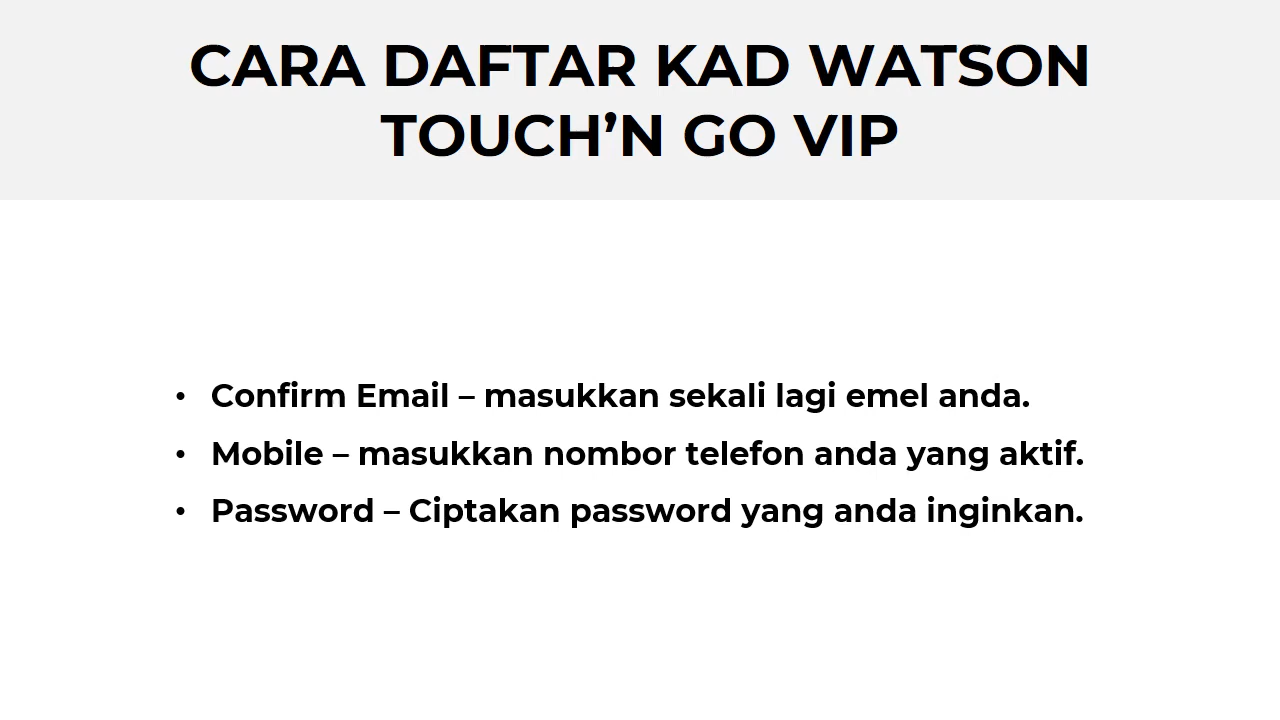 CARA DAFTAR KAD WATSON
TOUCH’N GO VIP
• Confirm Email – masukkan sekali lagi emel anda.
• Mobile – masukkan nombor telefon anda yang aktif.
• Password – Ciptakan password yang anda inginkan.